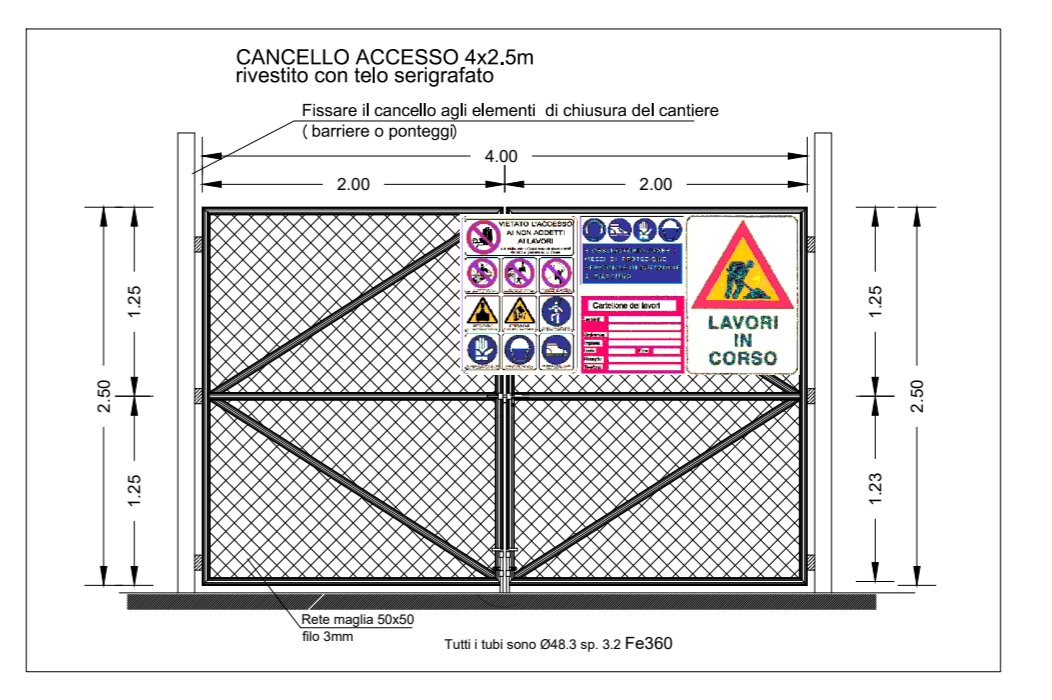 CANCELLO ACCESSO 4x2.5m
rivestito con telo serigrafato
Fissare il cancello agli elementi di chiusura del cantiere
( barriere o ponteggi)
4.00
2.00
2.00
VIETATO L'ACCESSO
AI NON ADDETTI
AI LAVORI
MEZZI DI PROTEZIONE
Cartellone dei lavori
LAVORI
IN
CORSO
1.25
2.50
1.25
1.25
2.50
1.23
Rete maglia 50x50
filo 3mm
Tutti i tubi sono Ø48.3 sp. 3.2 Fe360